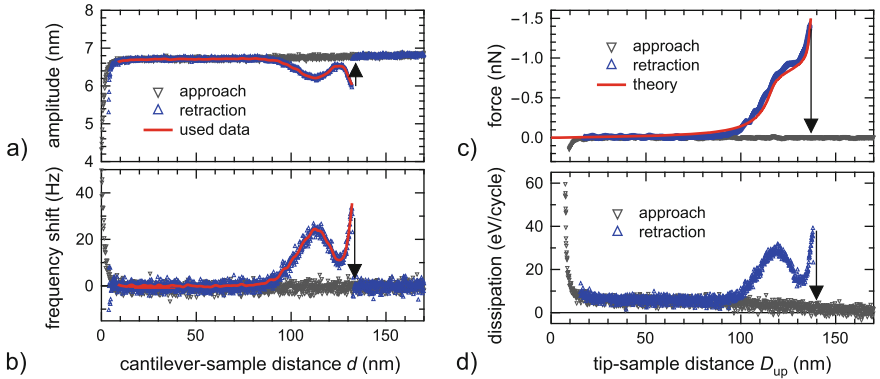 8
7
6
5
4
amplitude (nm)
approach
retraction
used data
a)
40
20
0
frequency shift (Hz)
0
50
100
150
cantilever-sample distance d (nm)
b)
−1.5
−1.0
−0.5
0.0
force (nN)
approach
retraction
theory
c)
60
40
20
0
dissipation (eV/cycle)
approach
retraction
0
50
100
150
tip-sample distance Dup (nm)
d)